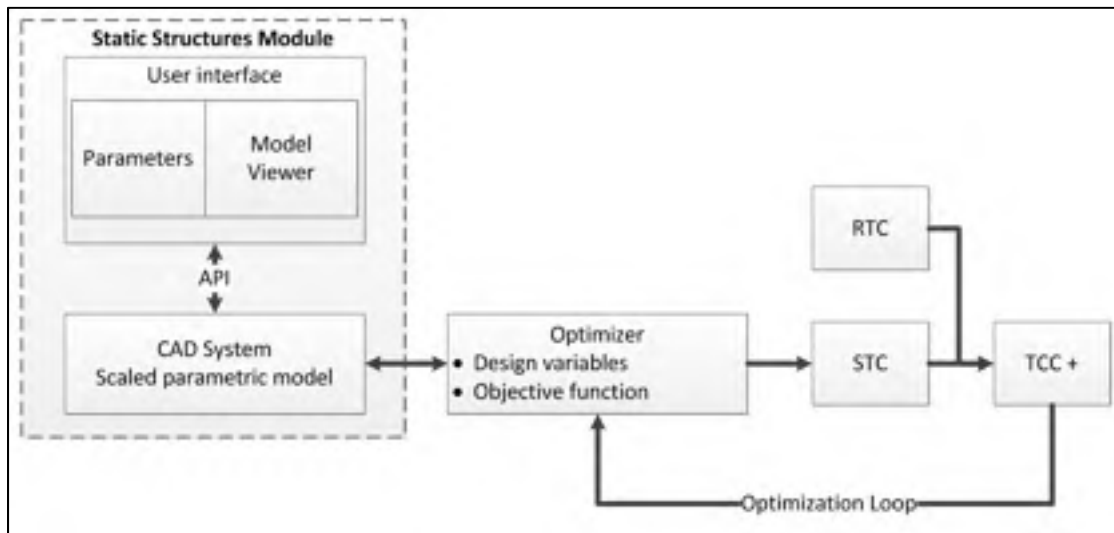 Static Structures Module
User interface
Parameters
Model
Viewer
API
CAD System
Scaled parametric model
Optimizer
• Design variables
• Objective function
RTC
STC
TCC +
Optimization Loop